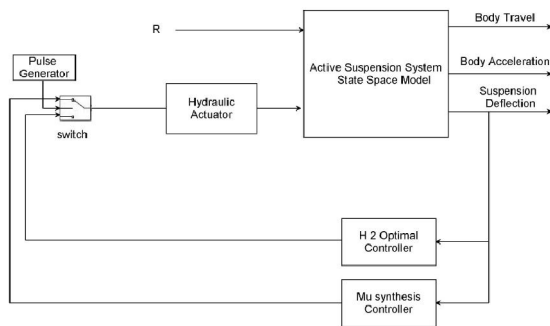 Body Travel
R
Pulse
Generator
Active Suspension System
State Space Model
Body Acceleration
Suspension
Deflection
Hydraulic
Actuator
switch
H 2 Optimal
Controller
Mu synthesis
Controller